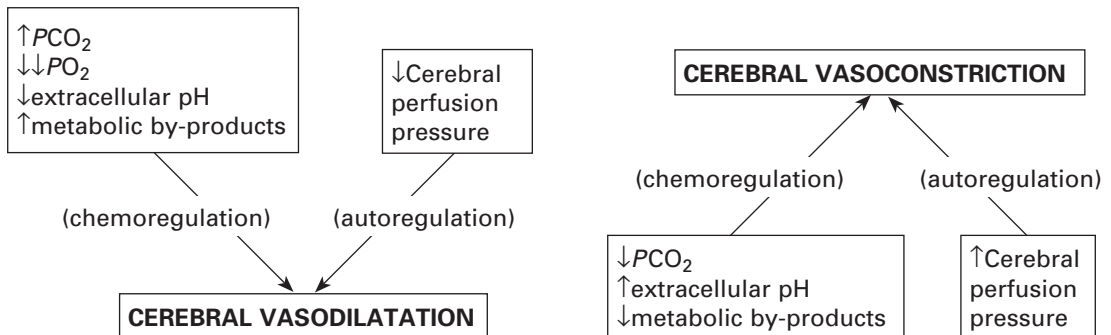 ↑PCO₂
↓↓PO₂
↓extracellular pH
↑metabolic by-products
↓Cerebral
perfusion
pressure
(chemoregulation)
(autoregulation)
CEREBRAL VASODILATATION
CEREBRAL VASOCONSTRICTION
(chemoregulation)
(autoregulation)
↓PCO₂
↑extracellular pH
↓metabolic by-products
↑Cerebral
perfusion
pressure